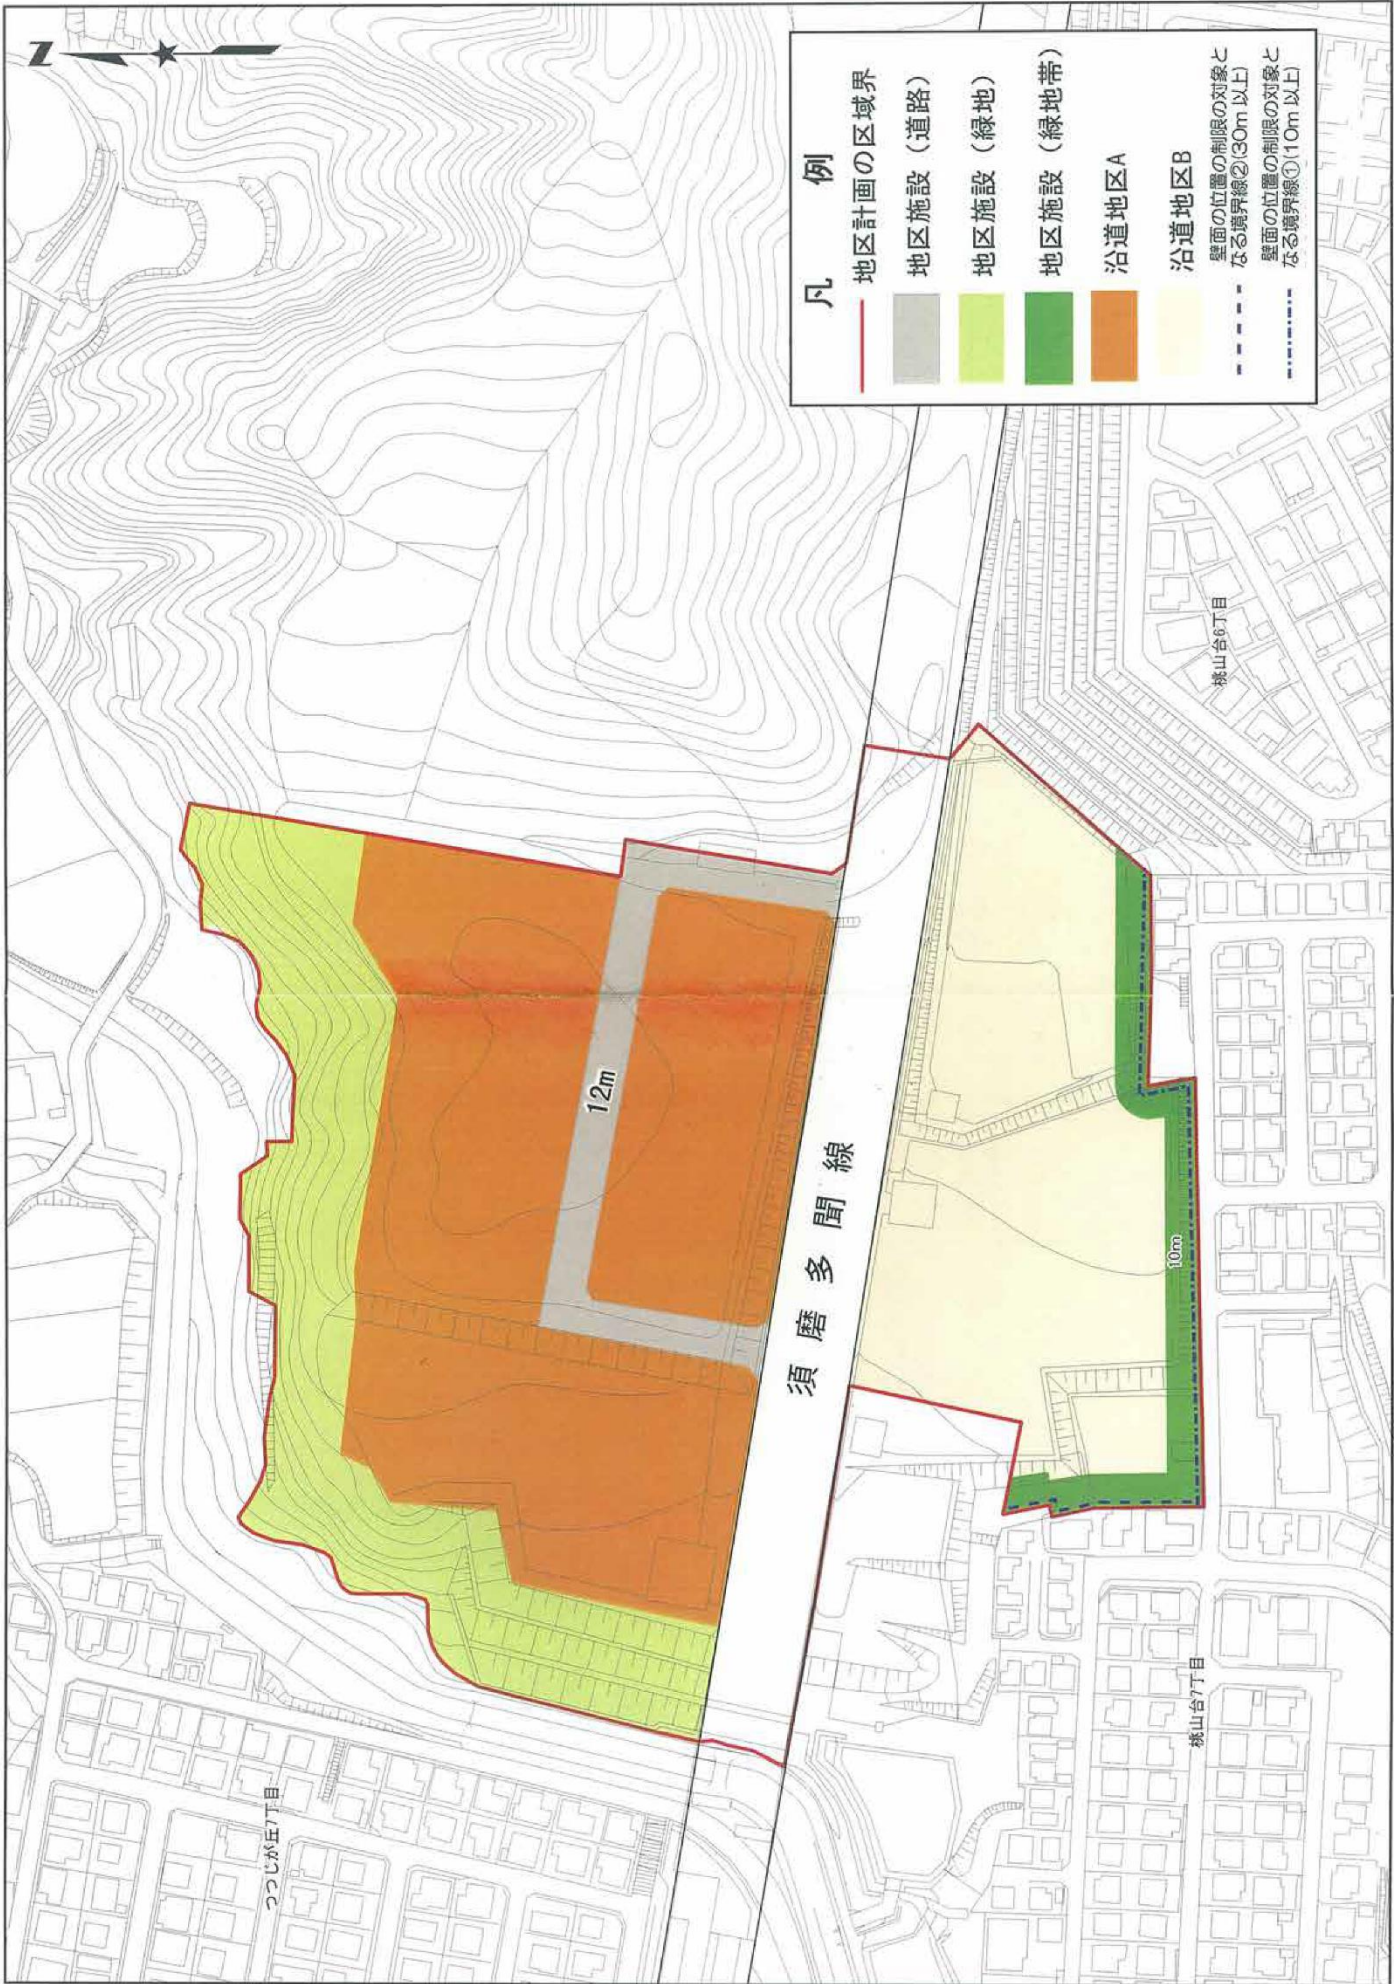 Z
凡例
地区計画の区域界
地区施設（道路）
地区施設（緑地）
地区施設（緑地帯）
沿道地区A
沿道地区B
壁面の位置の制限の対象と
なる境界線②(30m 以上)
壁面の位置の制限の対象と
なる境界線①(10m 以上)
12m
須磨多聞線
10m
つつじが丘7丁目
桃山台6丁目
桃山台7丁目